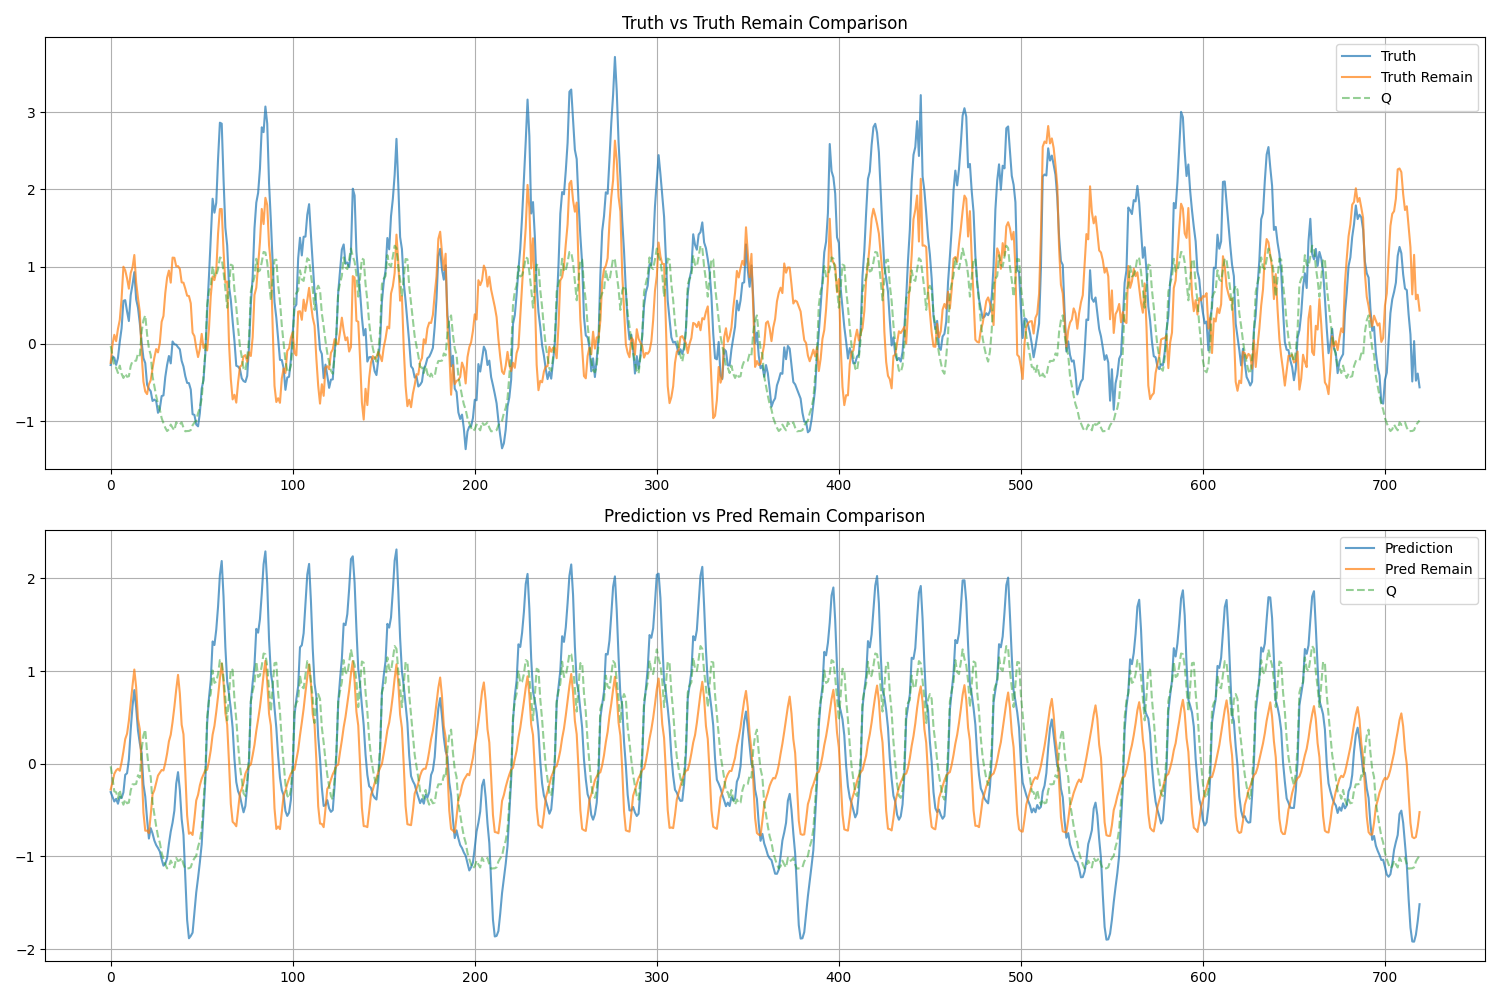 Truth vs Truth Remain Comparison
Truth
Truth Remain
Q
3
2
1
0
−1
0 100 200 300 400 500 600 700
Prediction vs Pred Remain Comparison
Prediction
Pred Remain
Q
2
1
0
−1
−2
0 100 200 300 400 500 600 700